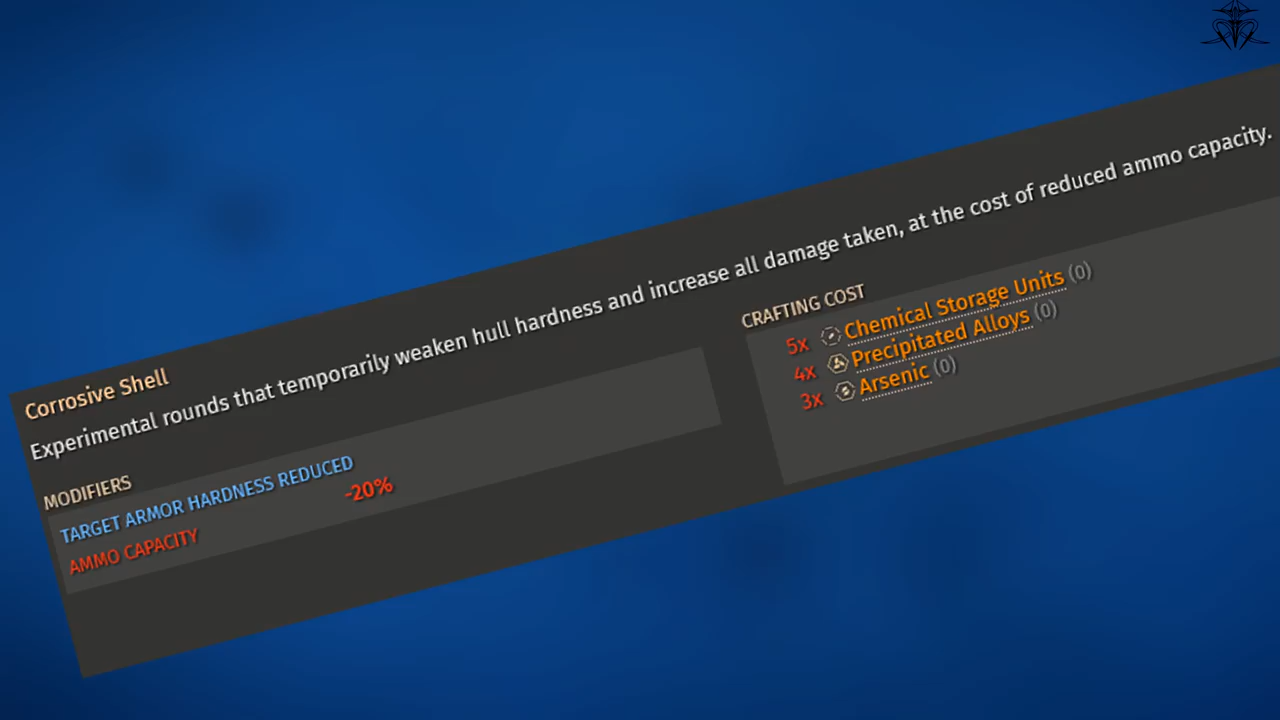 Corrosive Shell
Experimental rounds that temporarily weaken hull hardness and increase all damage taken, at the cost of reduced ammo capacity.
MODIFIERS
TARGET ARMOR HARDNESS REDUCED
AMMO CAPACITY -20%
CRAFTING COST
5x Chemical Storage Units (0)
4x Precipitated Alloys (0)
3x Arsenic (0)